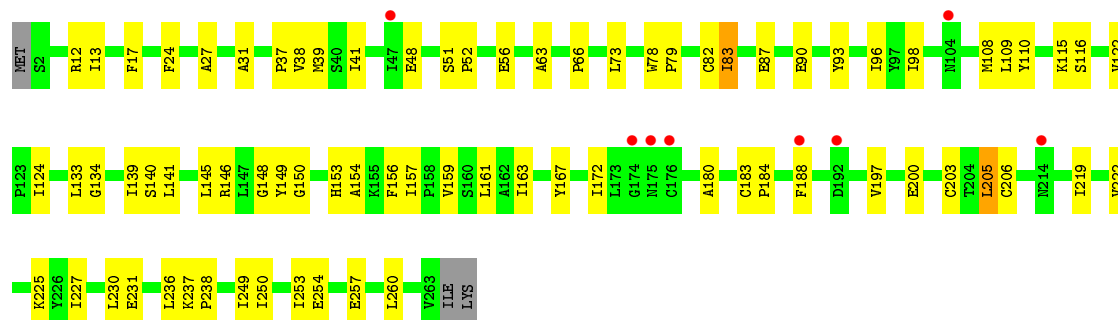 MET S2 R12 I13 F17 F24 A27 A31 P37 V38 M39 S40 I41 I47 E48 S51 P52 E56 A63 P66 L73 W78 P79 C82 I83 E87 E90 Y93 I96 Y97 I98 N104 M108 L109 Y110 K115 S116
P123 I124 L133 G134 I139 S140 L141 L145 R146 L147 G148 Y149 G150 H153 A154 K155 F156 I157 P158 V159 S160 L161 A162 I163 Y167 I172 L173 G174 N175 C176 A180 C183 P184 F188 D192 V197 E200 C203 T204 L205 C206 N214 I219
K225 Y226 I227 L230 E231 L236 K237 P238 I249 I250 I253 E254 E257 L260 V263 ILE LYS